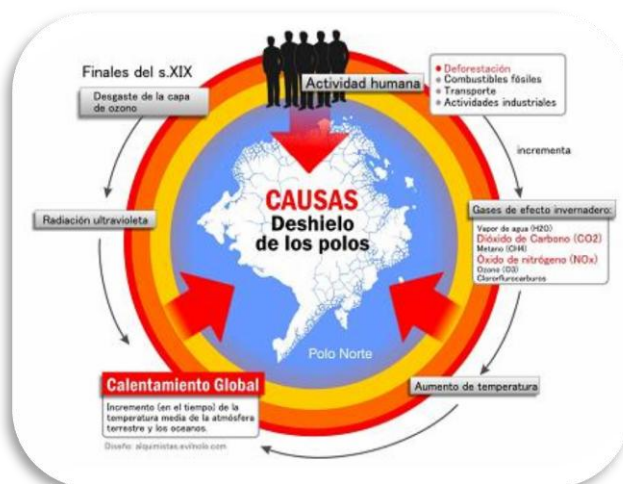 Finales del s.XIX
Desgaste de la capa
de ozono
Radiación ultravioleta
Actividad humana
Deforestación
Combustibles fósiles
Transporte
Actividades industriales
incrementa
Gases de efecto invernadero:
Vapor de agua (H2O)
Dióxido de Carbono (CO2)
Metano (CH4)
Óxido de nitrógeno (NOx)
Ozono (O3)
Clororflurocarburos
Aumento de temperatura
CAUSAS
Deshielo
de los polos
Polo Norte
Calentamiento Global
Incremento (en el tiempo) de la
temperatura media de la atmósfera
terrestre y los oceanos.
Diseño: alquimistas.evilnolo.com